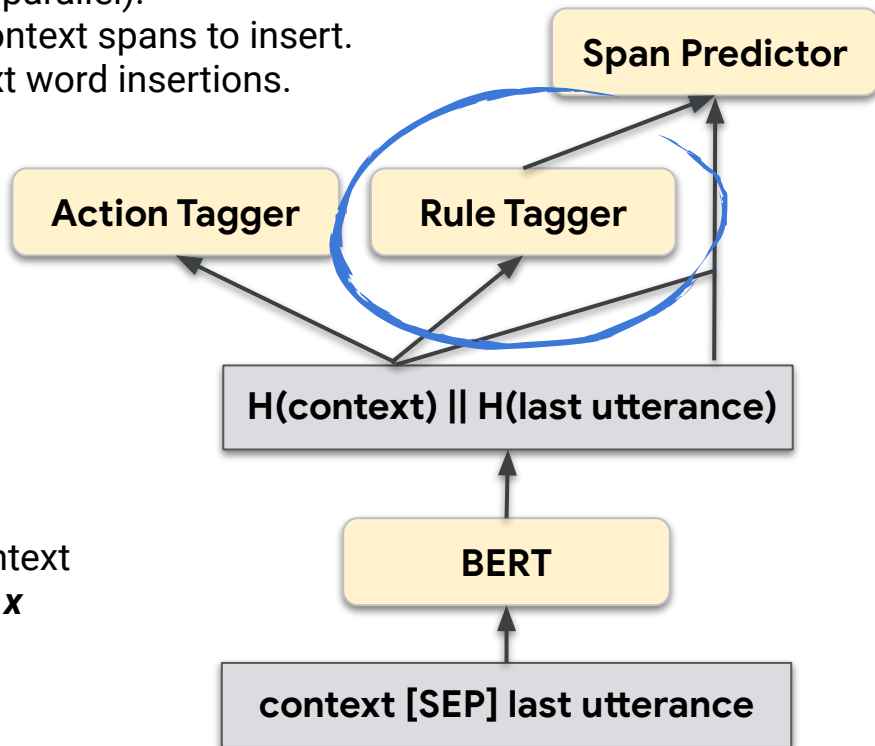 parallel).
ontext spans to insert.
xt word insertions.
Span Predictor
Action Tagger
Rule Tagger
H(context) || H(last utterance)
ntext
BERT
x
context [SEP] last utterance